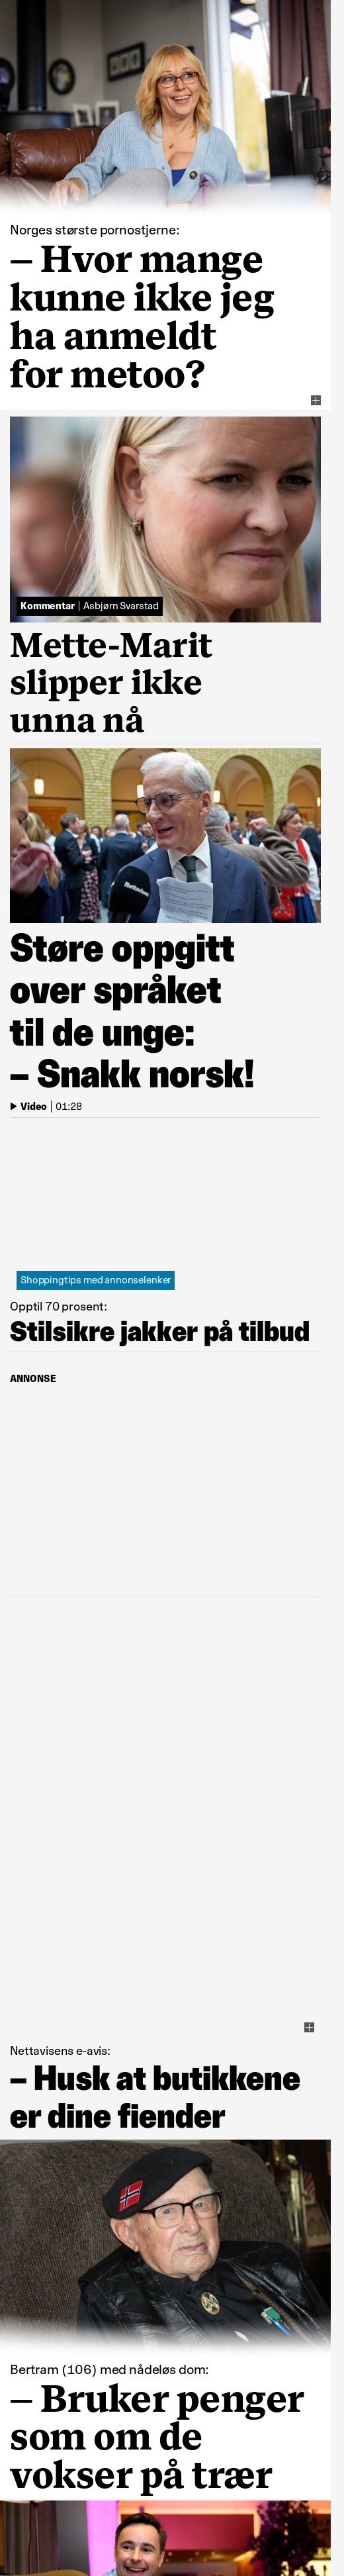 Norges største pornostjerne:
– Hvor mange
kunne ikke jeg
ha anmeldt
for metoo?
Kommentar | Asbjørn Svarstad
Mette-Marit
slipper ikke
unna nå
Nettavisen
Støre oppgitt
over språket
til de unge:
– Snakk norsk!
Video | 01:28
Shoppingtips med annonselenker
Opptil 70 prosent:
Stilsikre jakker på tilbud
ANNONSE
Nettavisens e-avis:
– Husk at butikkene
er dine fiender
Bertram (106) med nådeløs dom:
– Bruker penger
som om de
vokser på trær